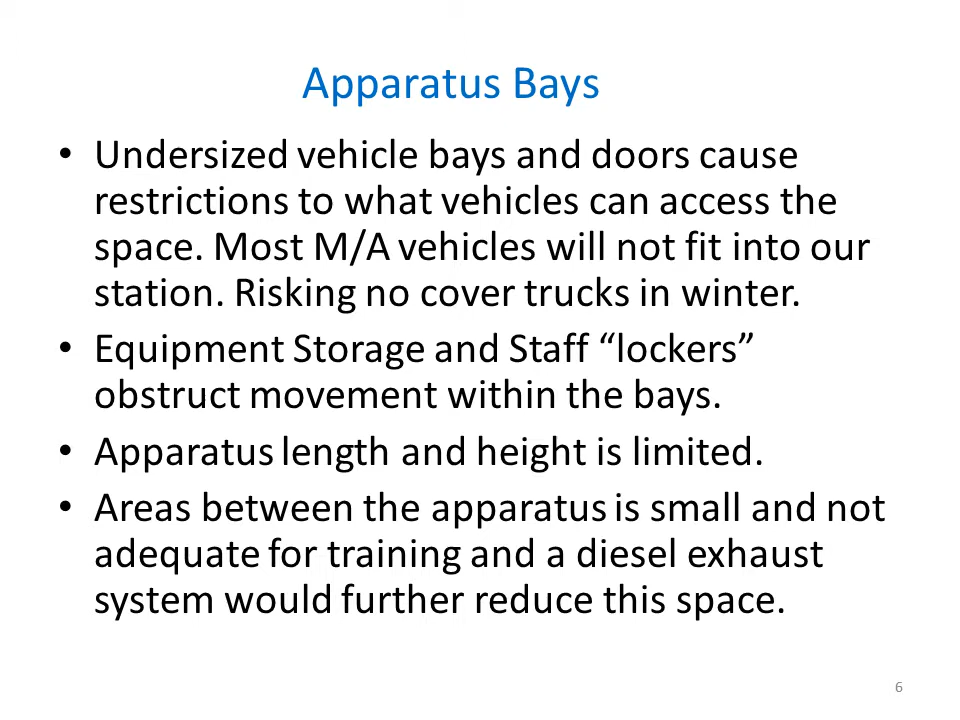 Apparatus Bays
• Undersized vehicle bays and doors cause
restrictions to what vehicles can access the
space. Most M/A vehicles will not fit into our
station. Risking no cover trucks in winter.
• Equipment Storage and Staff “lockers”
obstruct movement within the bays.
• Apparatus length and height is limited.
• Areas between the apparatus is small and not
adequate for training and a diesel exhaust
system would further reduce this space.
6